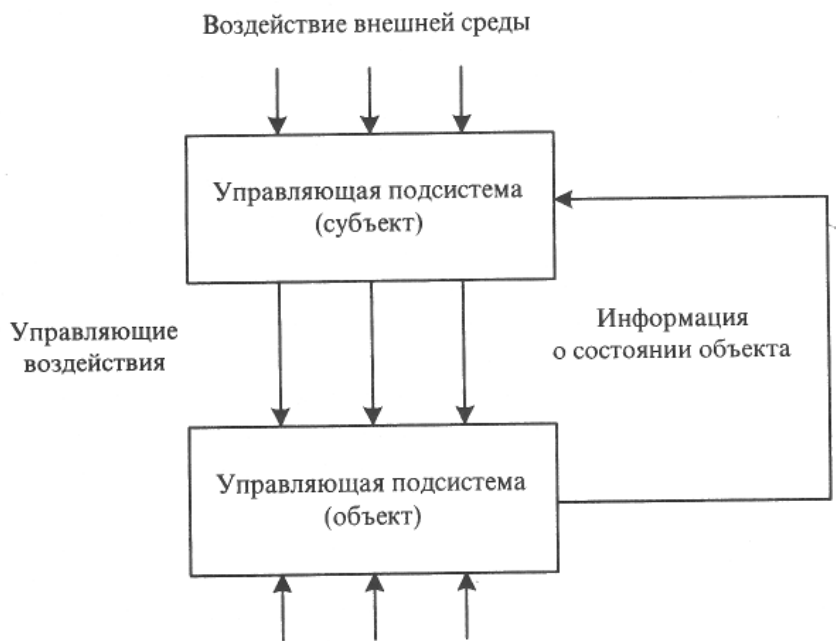 Воздействие внешней среды
Управляющая подсистема
(субъект)
Управляющие
воздействия
Информация
о состоянии объекта
Управляющая подсистема
(объект)